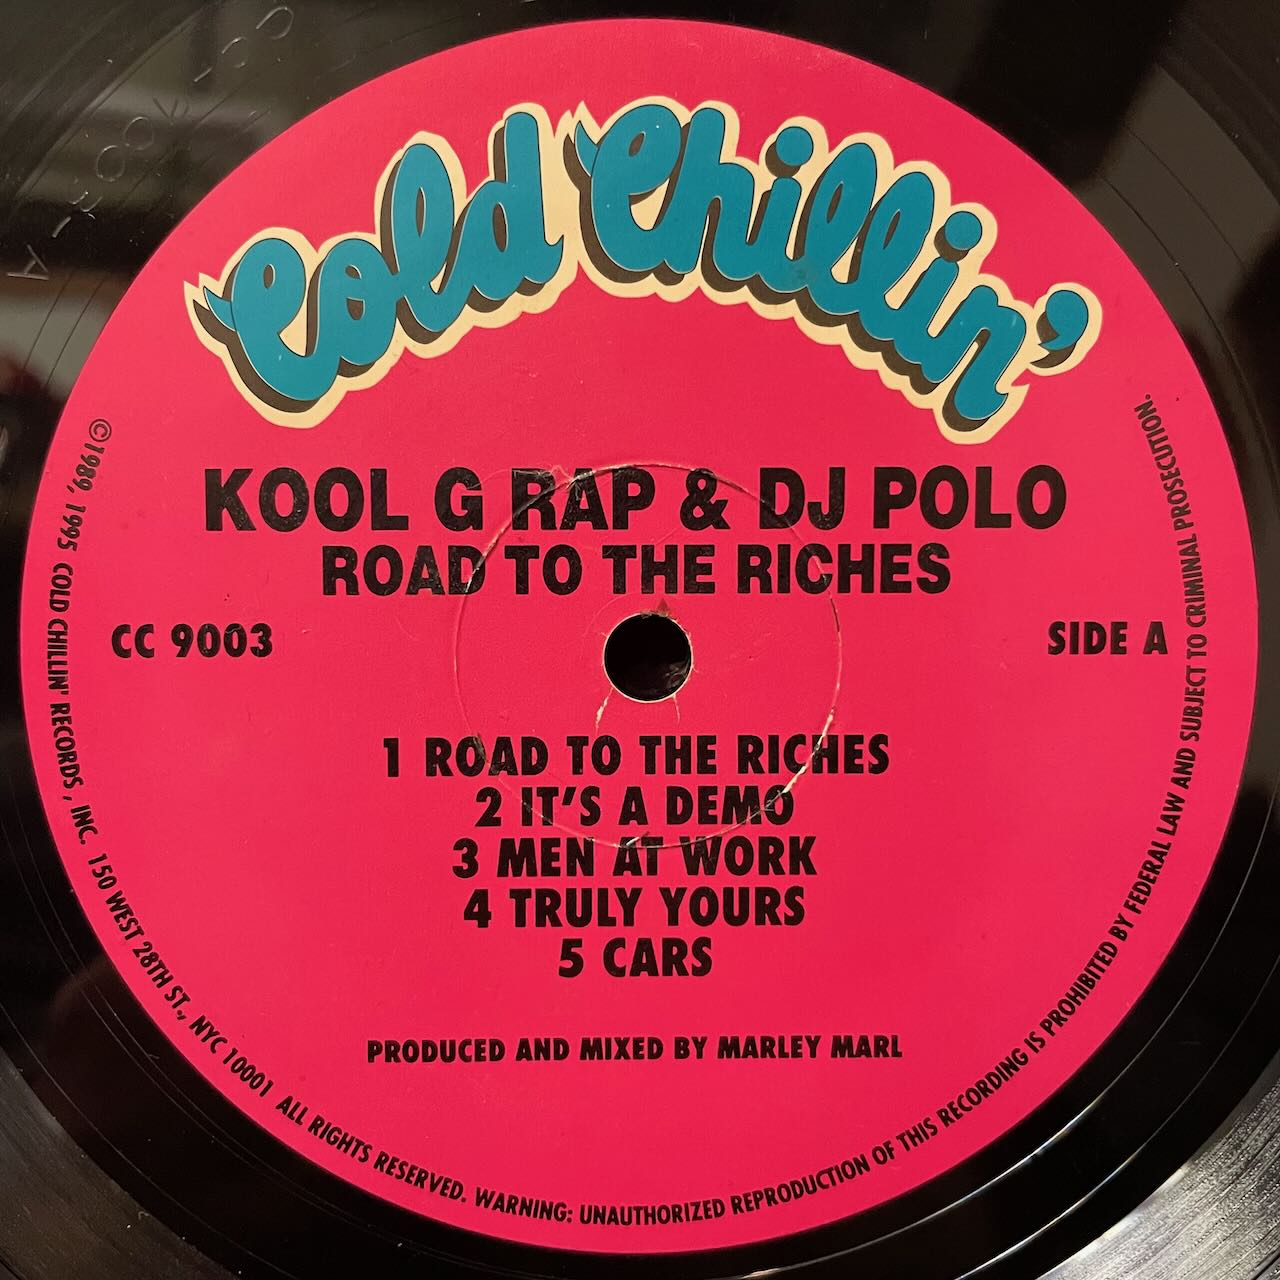 Cold Chillin'
KOOL G RAP & DJ POLO
ROAD TO THE RICHES
CC 9003
SIDE A
1 ROAD TO THE RICHES
2 IT'S A DEMO
3 MEN AT WORK
4 TRULY YOURS
5 CARS
PRODUCED AND MIXED BY MARLEY MARL
©1989, 1995 COLD CHILLIN' RECORDS, INC. 150 WEST 28TH ST., NYC 10001 ALL RIGHTS RESERVED. WARNING: UNAUTHORIZED REPRODUCTION OF THIS RECORDING IS PROHIBITED BY FEDERAL LAW AND SUBJECT TO CRIMINAL PROSECUTION.